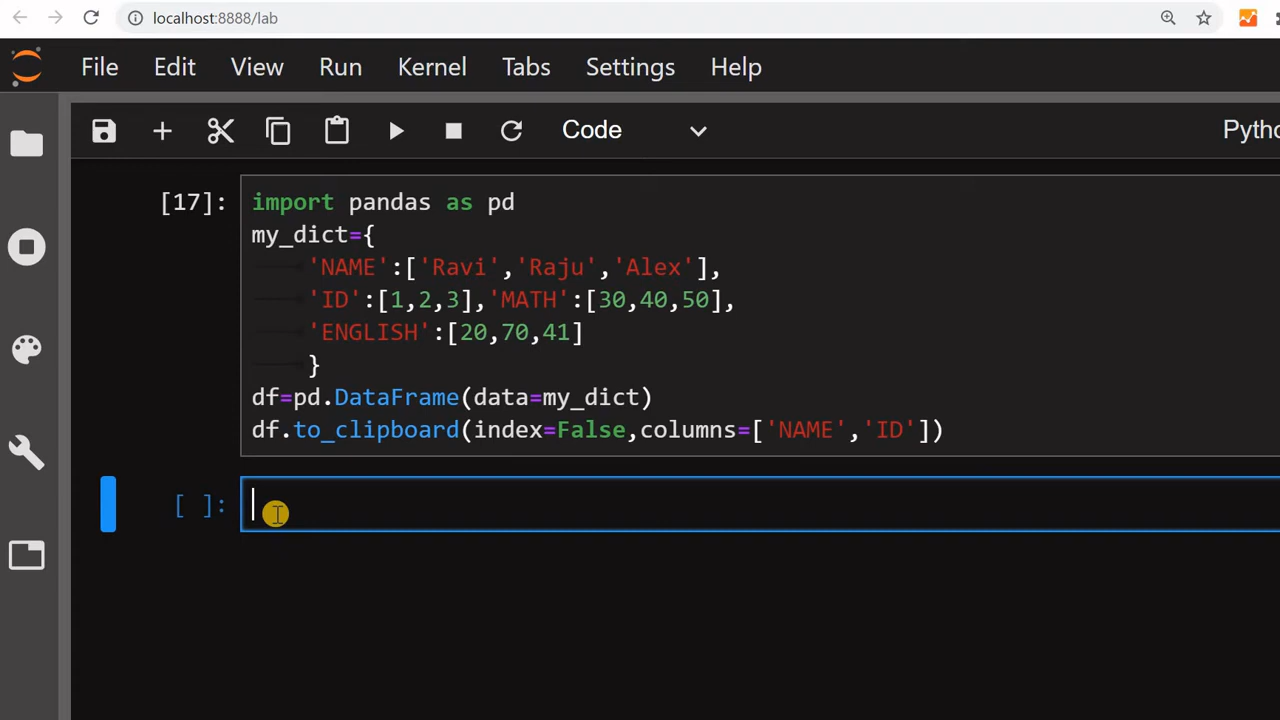 localhost:8888/lab
File Edit View Run Kernel Tabs Settings Help
Code Pytho
[17]: import pandas as pd
my_dict={
'NAME':['Ravi','Raju','Alex'],
'ID':[1,2,3],'MATH':[30,40,50],
'ENGLISH':[20,70,41]
}
df=pd.DataFrame(data=my_dict)
df.to_clipboard(index=False,columns=['NAME','ID'])
[ ]: